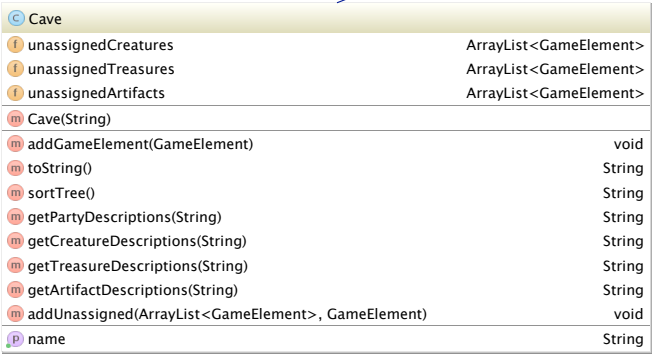 C Cave
f unassignedCreatures ArrayList<GameElement>
f unassignedTreasures ArrayList<GameElement>
f unassignedArtifacts ArrayList<GameElement>
m Cave(String)
m addGameElement(GameElement) void
m toString() String
m sortTree() String
m getPartyDescriptions(String) String
m getCreatureDescriptions(String) String
m getTreasureDescriptions(String) String
m getArtifactDescriptions(String) String
m addUnassigned(ArrayList<GameElement>, GameElement) void
p name String